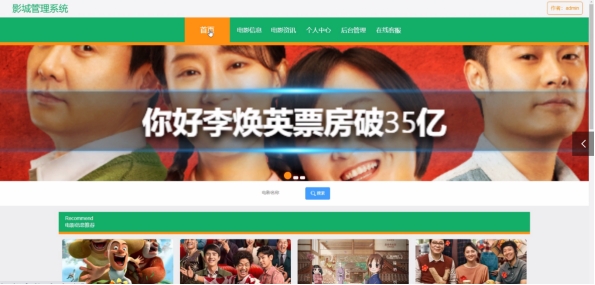 影城管理系统
作者：admin
首页 电影信息 电影资讯 个人中心 后台管理 在线客服
你好李焕英票房破35亿
电影名称 搜索
Recommend
电影信息推荐